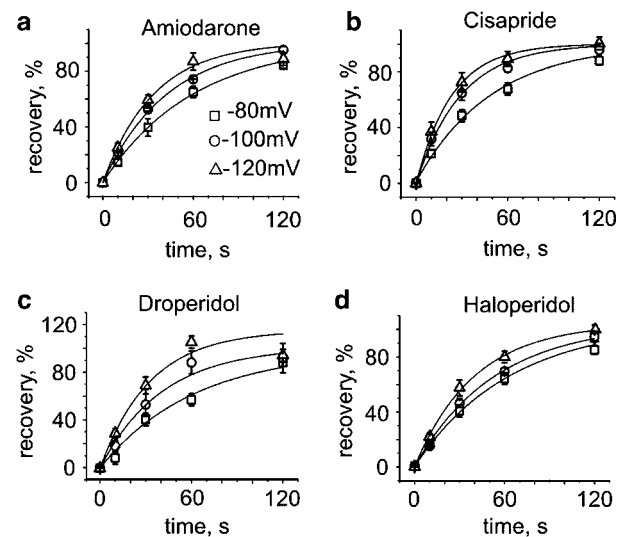 a Amiodarone
80
40
0
recovery, %
-80mV
-100mV
-120mV
0 60 120
time, s
b Cisapride
80
40
0
recovery, %
0 60 120
time, s
c Droperidol
120
80
40
0
recovery, %
0 60 120
time, s
d Haloperidol
80
40
0
recovery, %
0 60 120
time, s